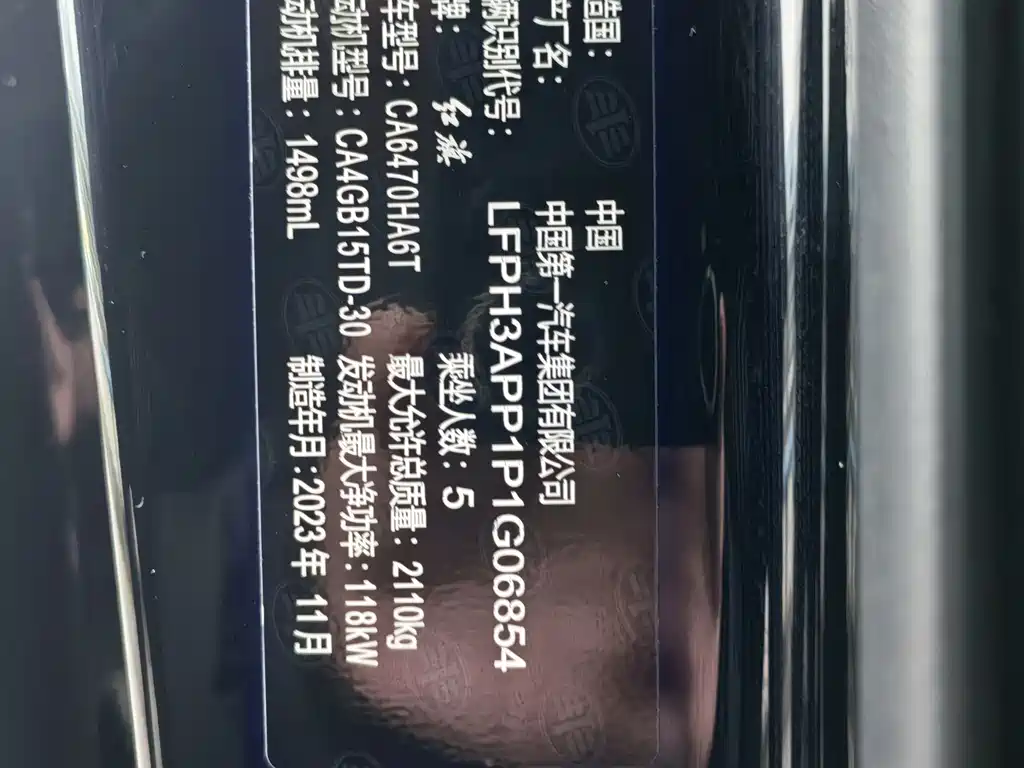 造国：中国
产厂名：中国第一汽车集团有限公司
辆识别代号：LFPH3APP1P1G06854
牌：红旗 乘坐人数：5
车型号：CA6470HA6T 最大允许总质量：2110kg
动机型号：CA4GB15TD-30 发动机最大净功率：118kW
动机排量：1498mL 制造年月：2023年 11月